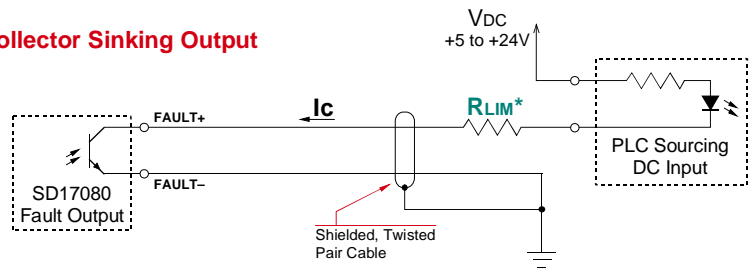 ollector Sinking Output
VDC
+5 to +24V
FAULT+
Ic
RLIM*
PLC Sourcing
DC Input
SD17080
Fault Output
FAULT–
Shielded, Twisted
Pair Cable